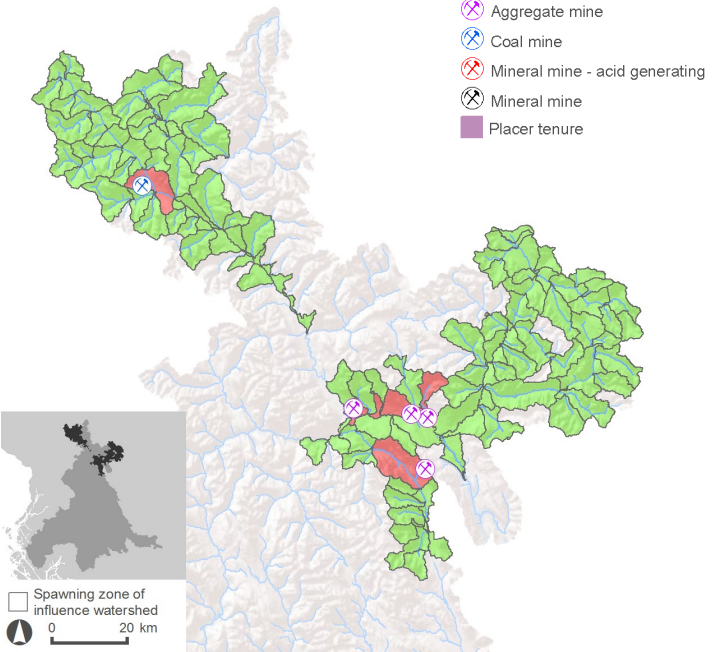 Aggregate mine
Coal mine
Mineral mine - acid generating
Mineral mine
Placer tenure
Spawning zone of
influence watershed
0 20 km